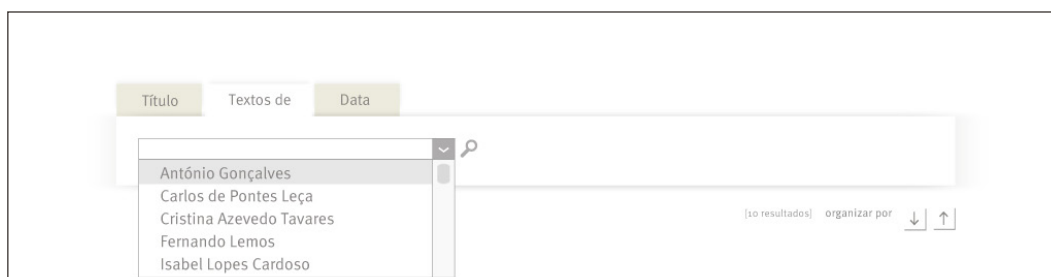 Título Textos de Data
António Gonçalves
Carlos de Pontes Leça
Cristina Azevedo Tavares
[10 resultados] organizar por
Fernando Lemos
Isabel Lopes Cardoso